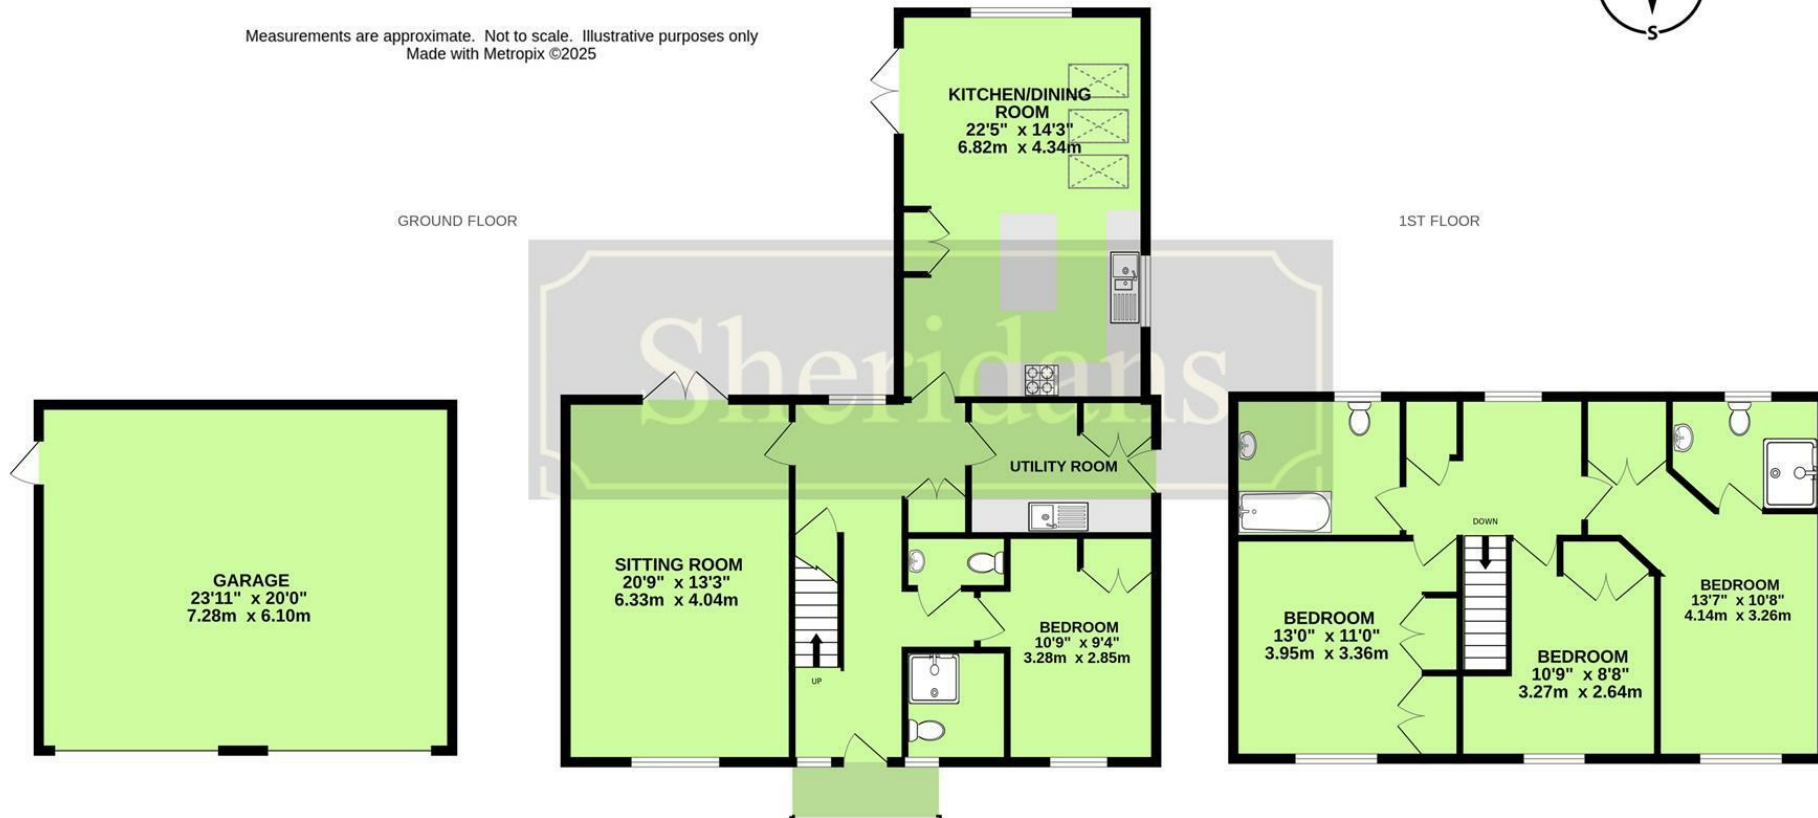 Measurements are approximate. Not to scale. Illustrative purposes only
Made with Metropix ©2025
S
GROUND FLOOR
1ST FLOOR
KITCHEN/DINING
ROOM
22'5" x 14'3"
6.82m x 4.34m
Sheridans
UTILITY ROOM
SITTING ROOM
20'9" x 13'3"
6.33m x 4.04m
GARAGE
23'11" x 20'0"
7.28m x 6.10m
UP
BEDROOM
10'9" x 9'4"
3.28m x 2.85m
DOWN
BEDROOM
13'0" x 11'0"
3.95m x 3.36m
BEDROOM
10'9" x 8'8"
3.27m x 2.64m
BEDROOM
13'7" x 10'8"
4.14m x 3.26m